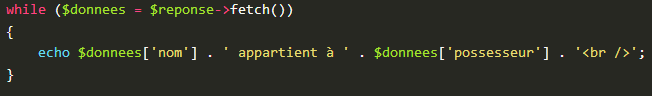 while ($donnees = $reponse->fetch())
{
    echo $donnees['nom'] . ' appartient à ' . $donnees['possesseur'] . '<br />';
}